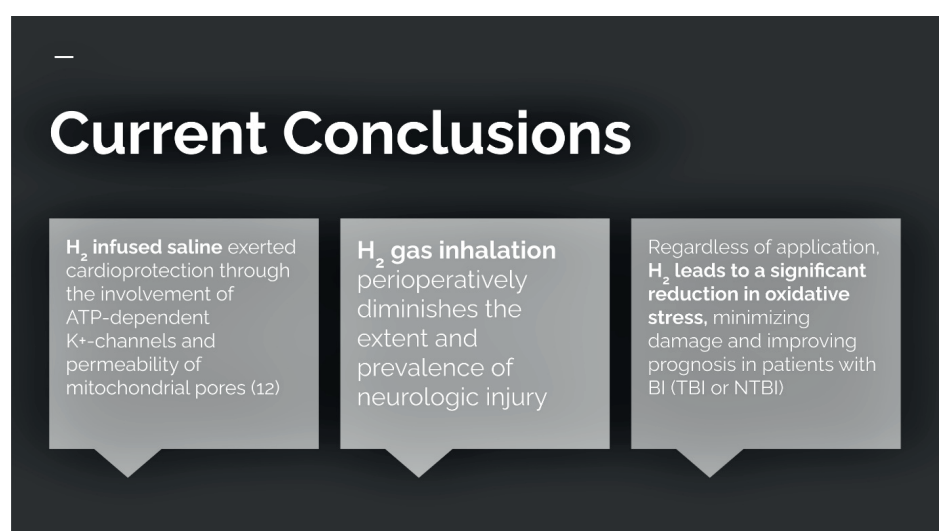 Current Conclusions
H₂ infused saline exerted
cardioprotection through
the involvement of
ATP-dependent
K+-channels and
permeability of
mitochondrial pores (12)
H₂ gas inhalation
perioperatively
diminishes the
extent and
prevalence of
neurologic injury
Regardless of application,
H₂ leads to a significant
reduction in oxidative
stress, minimizing
damage and improving
prognosis in patients with
BI (TBI or NTBI)